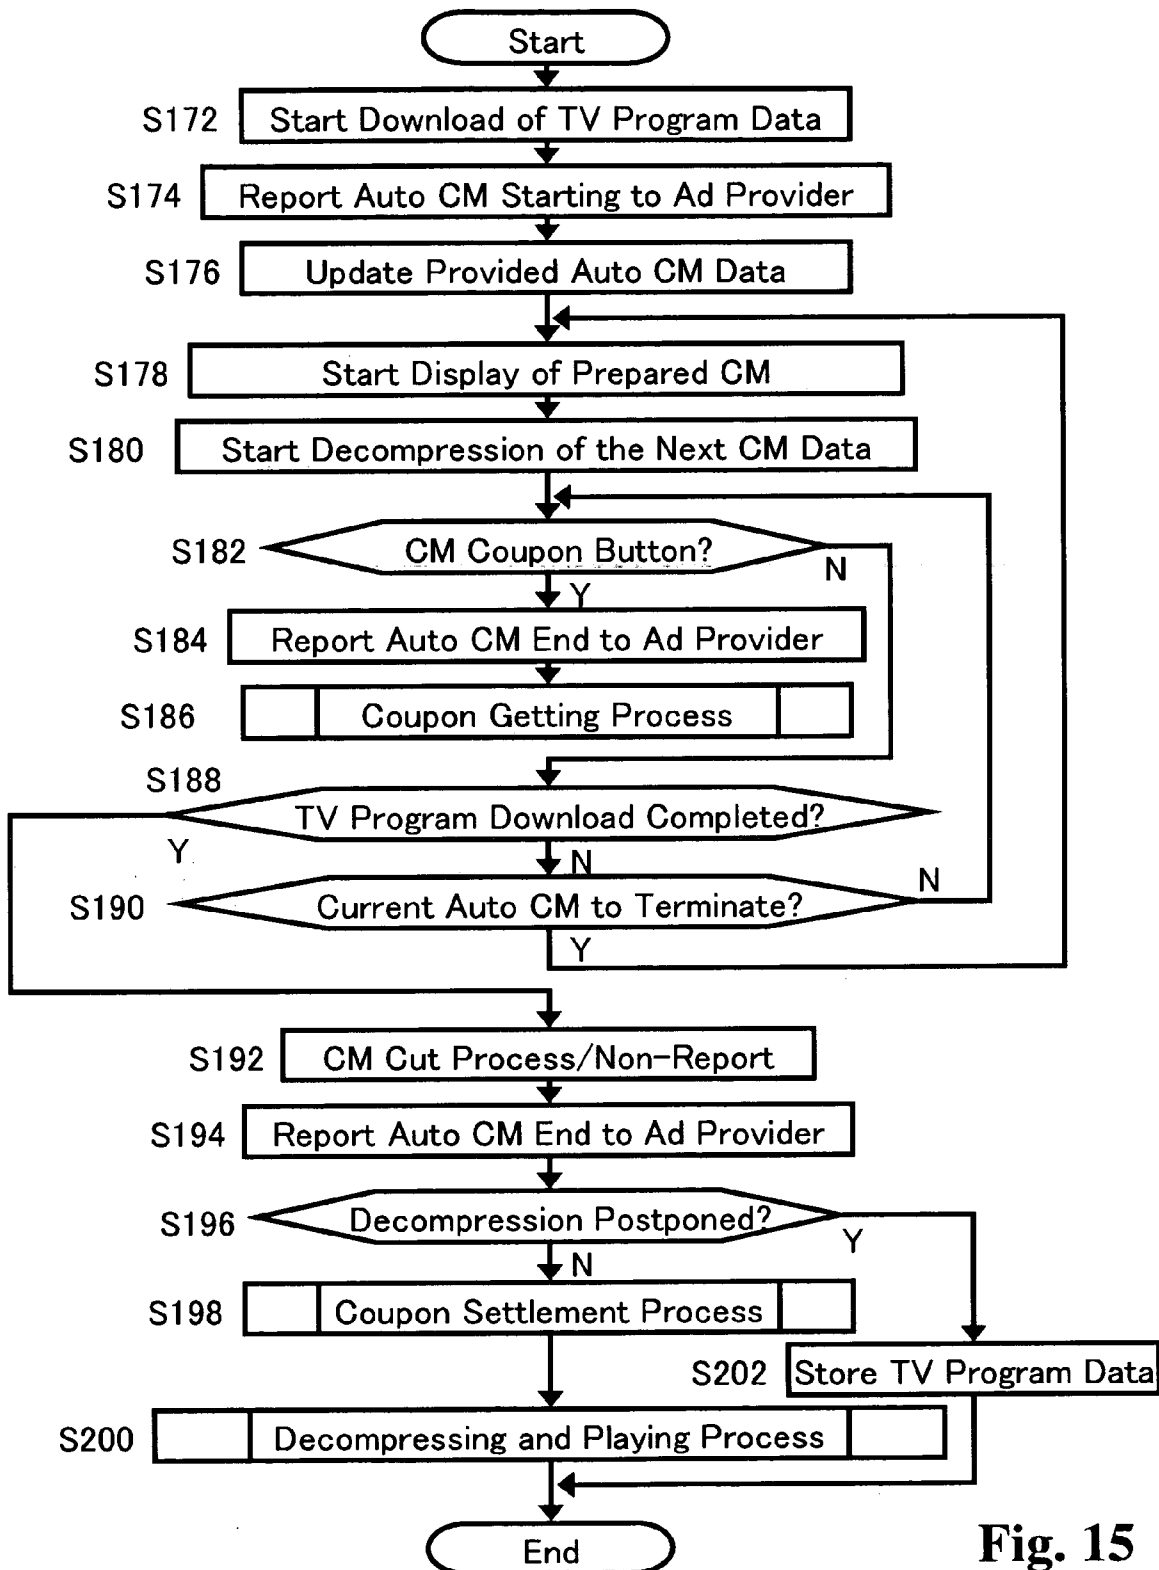 Start
S172 Start Download of TV Program Data
S174 Report Auto CM Starting to Ad Provider
S176 Update Provided Auto CM Data
S178 Start Display of Prepared CM
S180 Start Decompression of the Next CM Data
S182 CM Coupon Button?
N
Y
S184 Report Auto CM End to Ad Provider
S186 Coupon Getting Process
S188
TV Program Download Completed?
Y
N
S190 Current Auto CM to Terminate?
N
Y
S192 CM Cut Process/Non-Report
S194 Report Auto CM End to Ad Provider
S196 Decompression Postponed?
Y
N
S198 Coupon Settlement Process
S202 Store TV Program Data
S200 Decompressing and Playing Process
End
Fig. 15